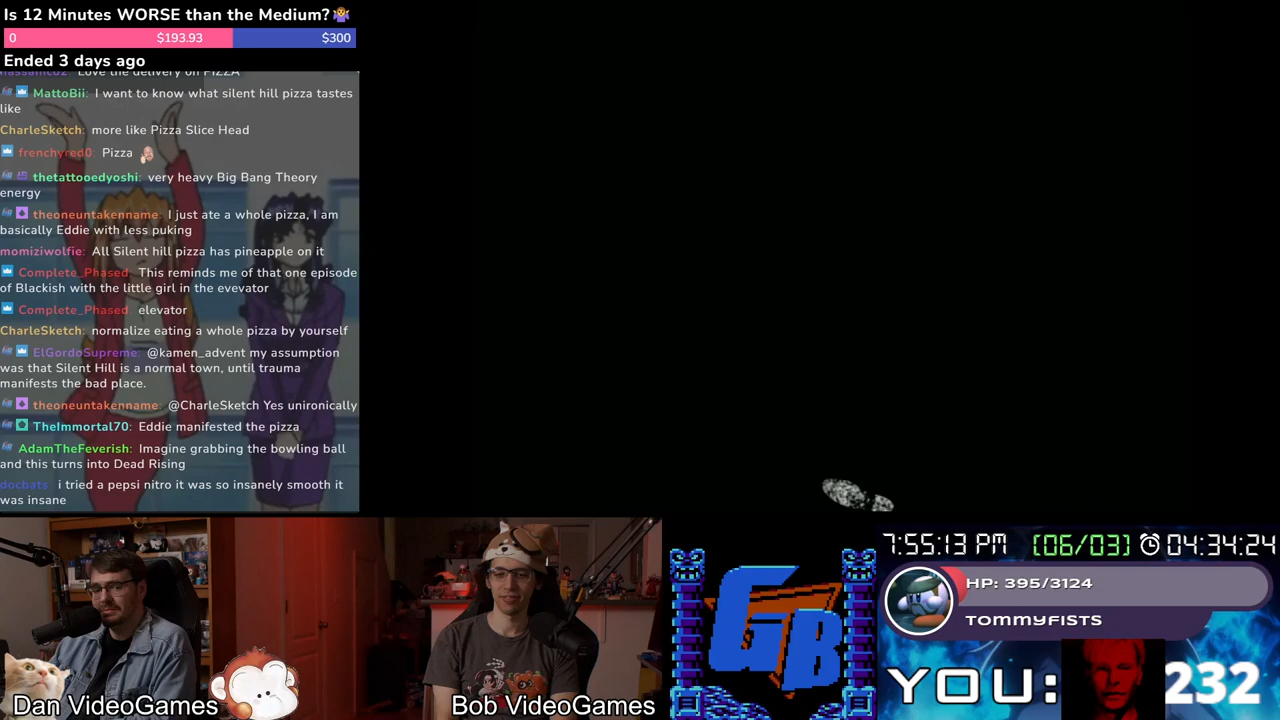 Is 12 Minutes WORSE than the Medium?🤷
0 $193.93 $300
Ended 3 days ago
hassanic02: Love the delivery on PIZZA
MattoBii: I want to know what silent hill pizza tastes
like
CharleSketch: more like Pizza Slice Head
frenchyred0: Pizza
thetattooedyoshi: very heavy Big Bang Theory
energy
theoneuntakenname: I just ate a whole pizza, I am
basically Eddie with less puking
momiziwolfie: All Silent hill pizza has pineapple on it
Complete_Phased: This reminds me of that one episode
of Blackish with the little girl in the evevator
Complete_Phased: elevator
CharleSketch: normalize eating a whole pizza by yourself
ElGordoSupreme: @kamen_advent my assumption
was that Silent Hill is a normal town, until trauma
manifests the bad place.
theoneuntakenname: @CharleSketch Yes unironically
TheImmortal70: Eddie manifested the pizza
AdamTheFeverish: Imagine grabbing the bowling ball
and this turns into Dead Rising
docbats: i tried a pepsi nitro it was so insanely smooth it
was insane
Dan VideoGames
Bob VideoGames
GB
7:55:13 PM [06/03] 04:34:24
HP: 395/3124
TOMMYFISTS
YOU: 232